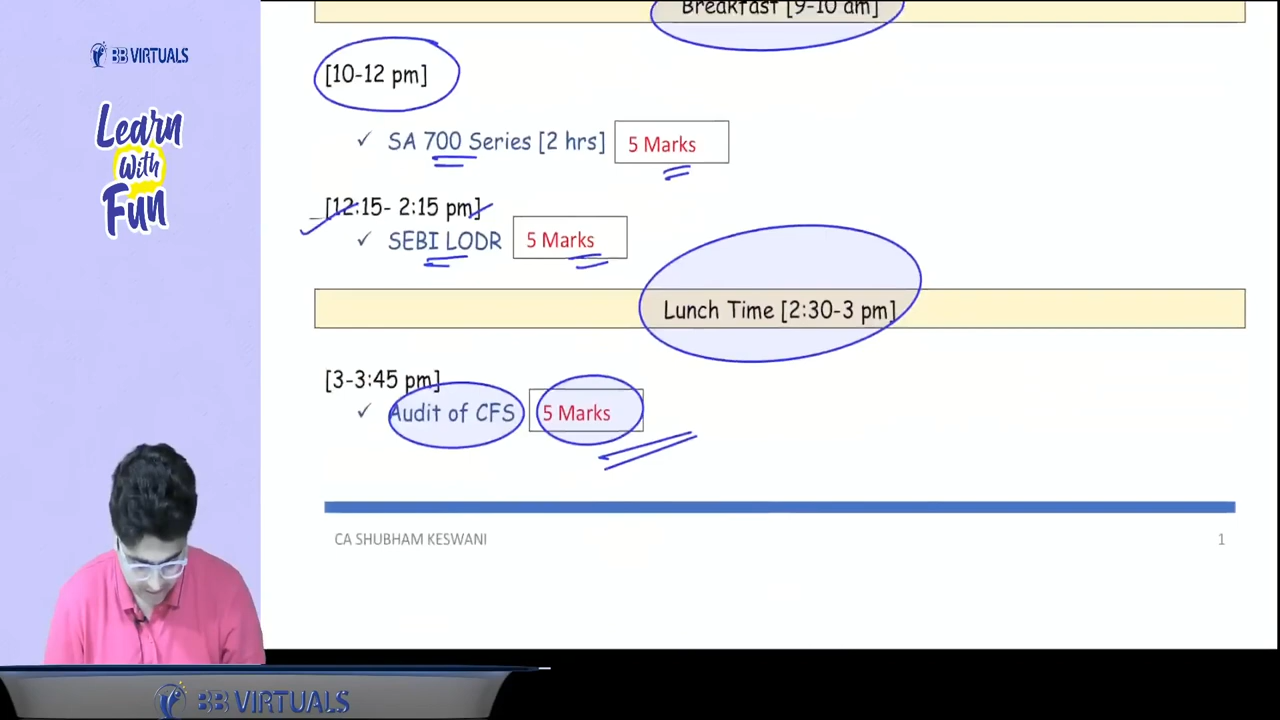 Breakfast [9-10 am]
BB VIRTUALS
Learn
With
Fun
[10-12 pm]
✓ SA 700 Series [2 hrs] 5 Marks
[12:15- 2:15 pm]
✓ SEBI LODR 5 Marks
Lunch Time [2:30-3 pm]
[3-3:45 pm]
✓ Audit of CFS 5 Marks
CA SHUBHAM KESWANI 1
BB VIRTUALS